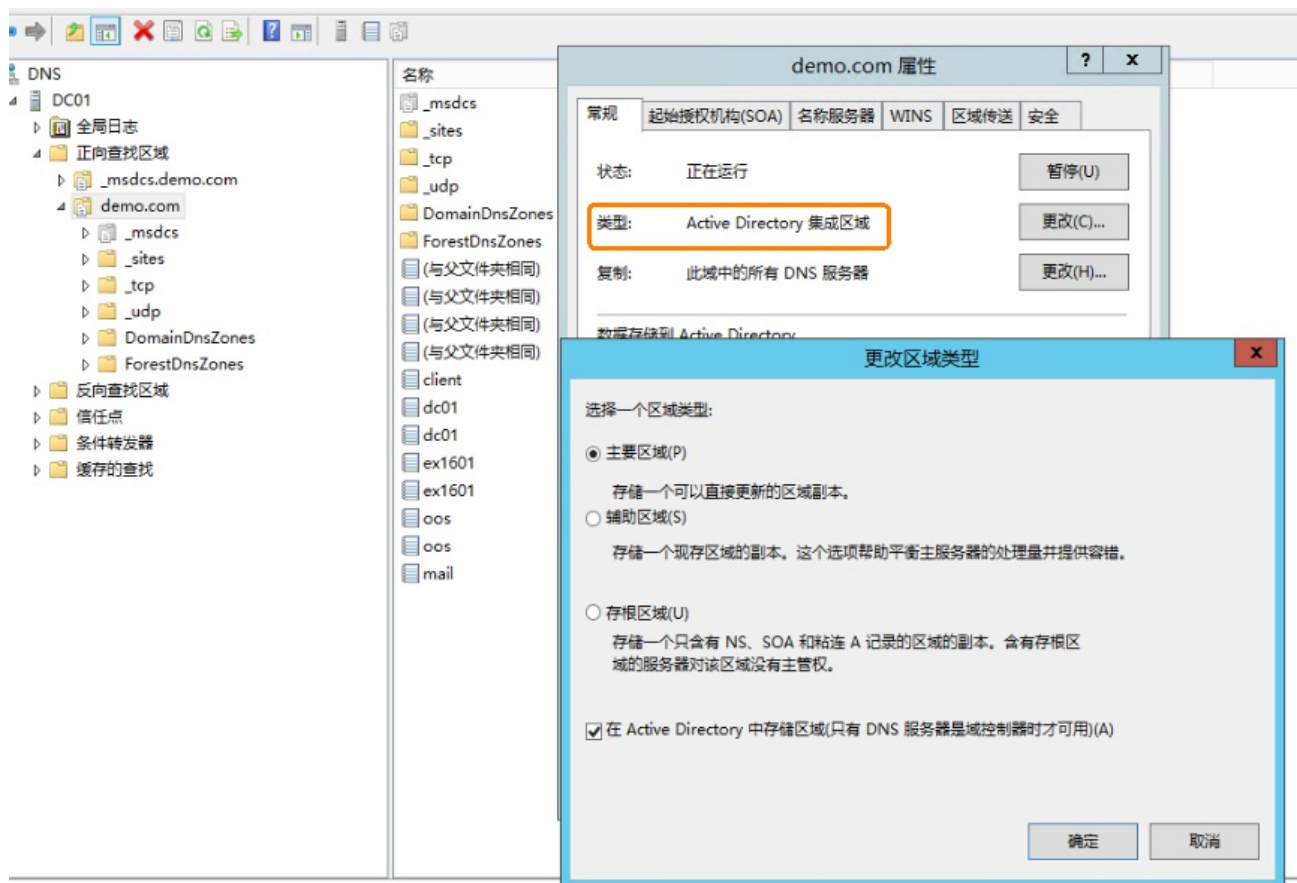 DNS
DC01
全局日志
正向查找区域
_msdcs.demo.com
demo.com
_msdcs
_sites
_tcp
_udp
DomainDnsZones
ForestDnsZones
反向查找区域
信任点
条件转发器
缓存的查找
名称
_msdcs
_sites
_tcp
_udp
DomainDnsZones
ForestDnsZones
(与父文件夹相同)
(与父文件夹相同)
(与父文件夹相同)
(与父文件夹相同)
client
dc01
dc01
ex1601
ex1601
oos
oos
mail
demo.com 属性
? x
常规 起始授权机构(SOA) 名称服务器 WINS 区域传送 安全
状态: 正在运行 暂停(U)
类型: Active Directory 集成区域 更改(C)...
复制: 此域中的所有 DNS 服务器 更改(H)...
数据存储到 Active Directory
更改区域类型
x
选择一个区域类型:
主要区域(P)
存储一个可以直接更新的区域副本。
辅助区域(S)
存储一个现存区域的副本。这个选项帮助平衡主服务器的处理量并提供容错。
存根区域(U)
存储一个只含有 NS、SOA 和粘连 A 记录的区域的副本。含有存根区
域的服务器对该区域没有主管权。
在 Active Directory 中存储区域(只有 DNS 服务器是域控制器时才可用)(A)
确定 取消